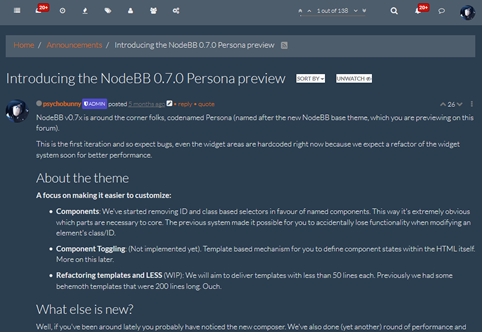 20+
1 out of 138
20+
Home / Announcements / Introducing the NodeBB 0.7.0 Persona preview
Introducing the NodeBB 0.7.0 Persona preview
SORT BY
UNWATCH
psychobunny ADMIN posted 5 months ago • reply • quote
26
NodeBB v0.7x is around the corner folks, codenamed Persona (named after the new NodeBB base theme, which you are previewing on this
forum).
This is the first iteration and so expect bugs, even the widget areas are hardcoded right now because we expect a refactor of the widget
system soon for better performance.
About the theme
A focus on making it easier to customize:
• Components: We've started removing ID and class based selectors in favour of named components. This way it's extremely obvious
which parts are necessary to core. The previous system made it possible for you to accidentally lose functionality when modifying an
element's class/ID.
• Component Toggling: (Not implemented yet). Template based mechanism for you to define component states within the HTML itself.
More on this later.
• Refactoring templates and LESS (WIP): We will aim to deliver templates with less than 50 lines each. Previously we had some
behemoth templates that were 200 lines long. Ouch.
What else is new?
Well, if you've been around lately you probably have noticed the new composer. We've also done (yet another) round of performance and